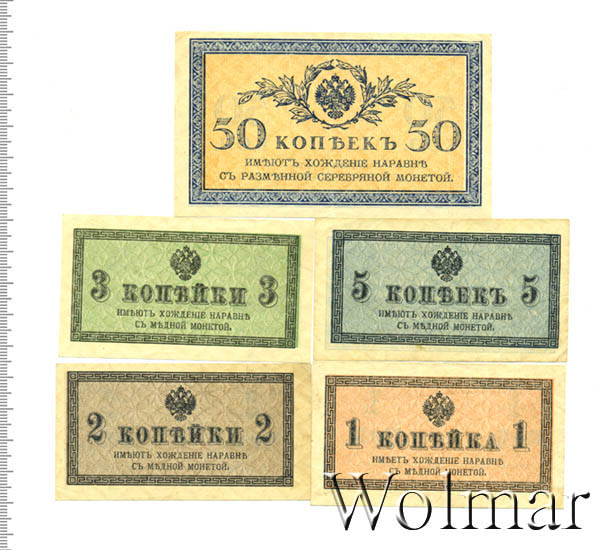 50 КОПѢЕКЪ 50
ИМѢЮТЪ ХОЖДЕНІЕ НАРАВНѢ
СЪ РАЗМѢННОЙ СЕРЕБРЯНОЙ МОНЕТОЙ.
3 КОПѢЙКИ 3
ИМѢЮТЪ ХОЖДЕНІЕ НАРАВНѢ
СЪ МѢДНОЙ МОНЕТОЙ.
5 КОПѢЕКЪ 5
ИМѢЮТЪ ХОЖДЕНІЕ НАРАВНѢ
СЪ МѢДНОЙ МОНЕТОЙ.
2 КОПѢЙКИ 2
ИМѢЮТЪ ХОЖДЕНІЕ НАРАВНѢ
СЪ МѢДНОЙ МОНЕТОЙ.
1 КОПѢЙКА 1
ИМѢЕТЪ ХОЖДЕНІЕ НАРАВНѢ
СЪ МѢДНОЙ МОНЕТОЙ.
Wolmar